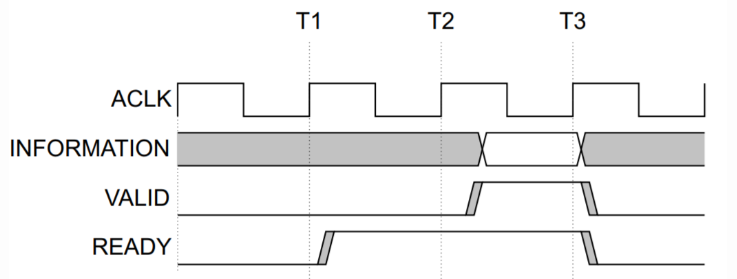 T1 T2 T3
ACLK
INFORMATION
VALID
READY